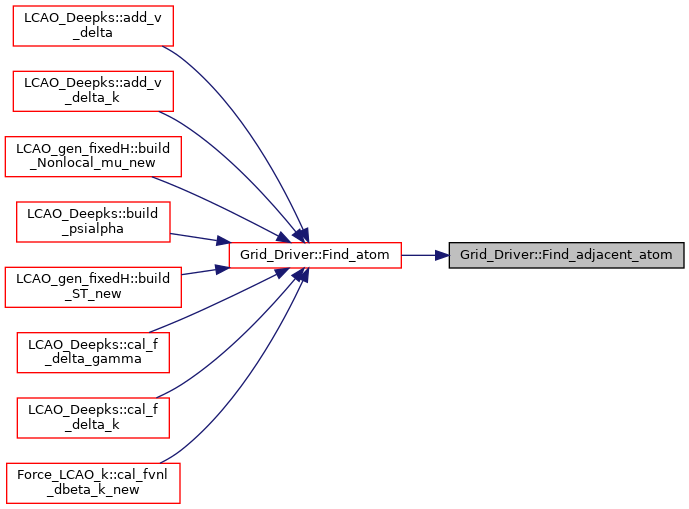 LCAO_Deepks::add_v
_delta
LCAO_Deepks::add_v
_delta_k
LCAO_gen_fixedH::build
_Nonlocal_mu_new
LCAO_Deepks::build
_psialpha
Grid_Driver::Find_atom
Grid_Driver::Find_adjacent_atom
LCAO_gen_fixedH::build
_ST_new
LCAO_Deepks::cal_f
_delta_gamma
LCAO_Deepks::cal_f
_delta_k
Force_LCAO_k::cal_fvnl
_dbeta_k_new